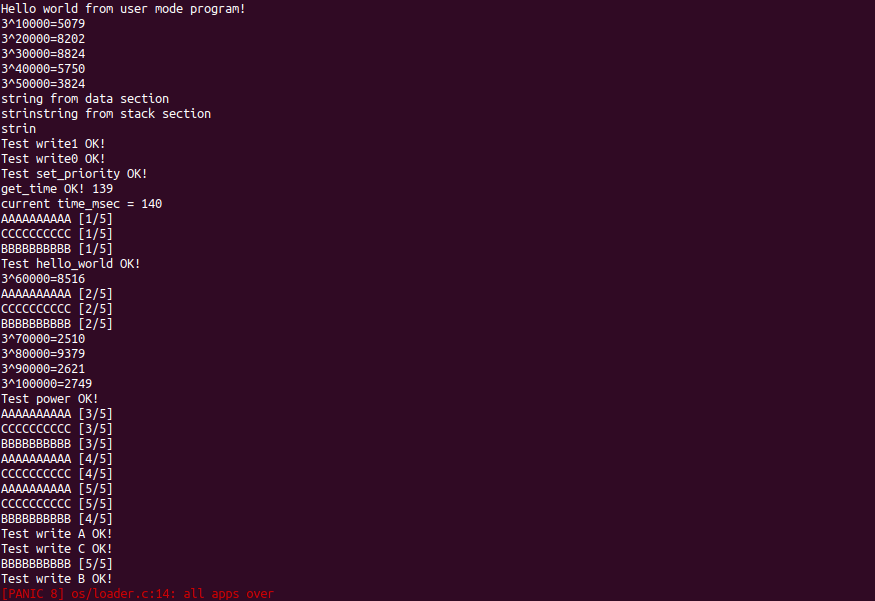 Hello world from user mode program!
3^10000=5079
3^20000=8202
3^30000=8824
3^40000=5750
3^50000=3824
string from data section
strinstring from stack section
strin
Test write1 OK!
Test write0 OK!
Test set_priority OK!
get_time OK! 139
current time_msec = 140
AAAAAAAAAA [1/5]
CCCCCCCCCC [1/5]
BBBBBBBBBB [1/5]
Test hello_world OK!
3^60000=8516
AAAAAAAAAA [2/5]
CCCCCCCCCC [2/5]
BBBBBBBBBB [2/5]
3^70000=2510
3^80000=9379
3^90000=2621
3^100000=2749
Test power OK!
AAAAAAAAAA [3/5]
CCCCCCCCCC [3/5]
BBBBBBBBBB [3/5]
AAAAAAAAAA [4/5]
CCCCCCCCCC [4/5]
AAAAAAAAAA [5/5]
CCCCCCCCCC [5/5]
BBBBBBBBBB [4/5]
Test write A OK!
Test write C OK!
BBBBBBBBBB [5/5]
Test write B OK!
[PANIC 8] os/loader.c:14: all apps over